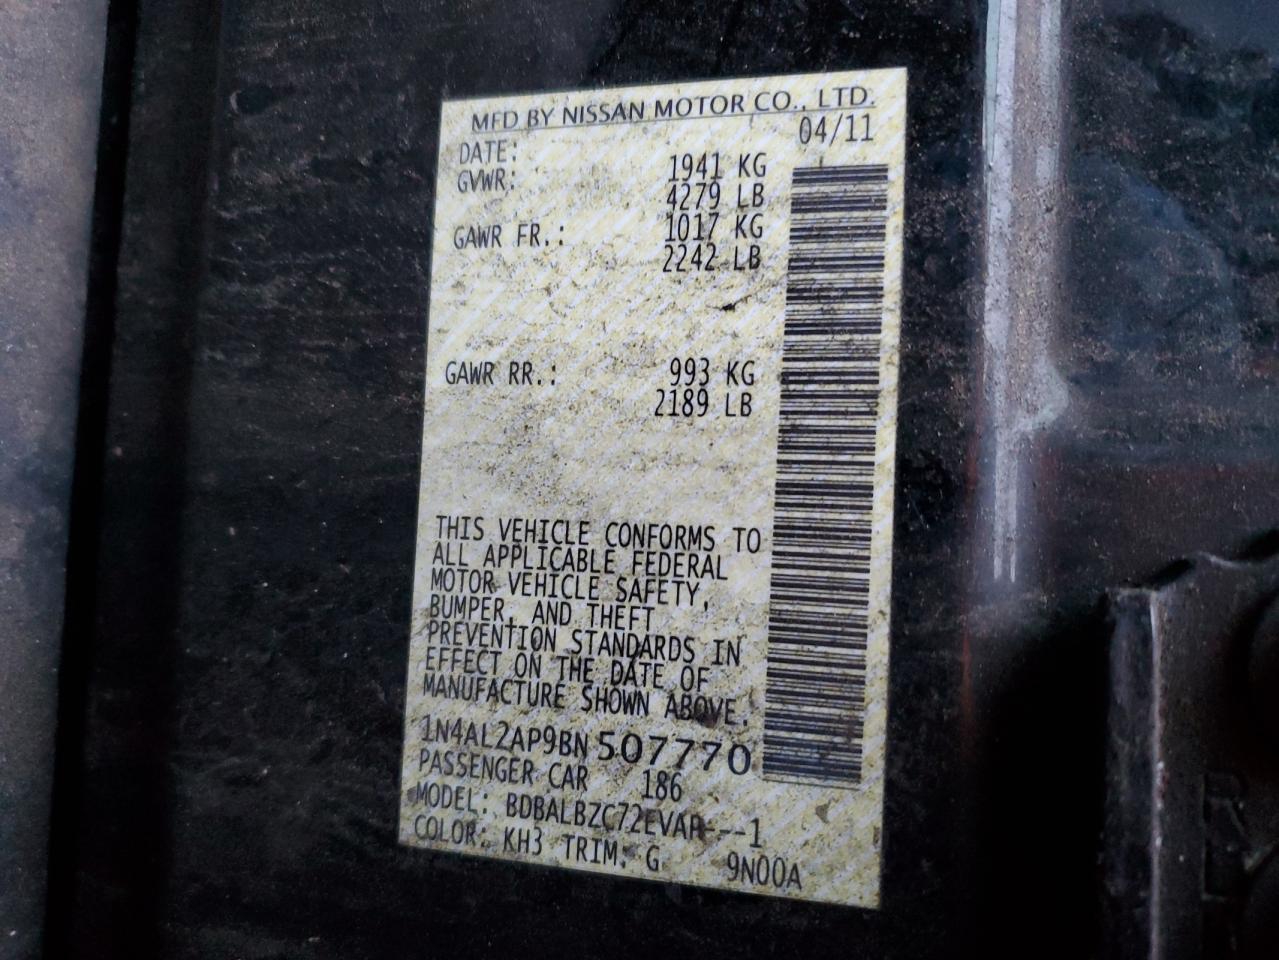 MFD BY NISSAN MOTOR CO., LTD.
DATE: 04/11
GVWR: 1941 KG
4279 LB
GAWR FR.: 1017 KG
2242 LB
GAWR RR.: 993 KG
2189 LB
THIS VEHICLE CONFORMS TO
ALL APPLICABLE FEDERAL
MOTOR VEHICLE SAFETY,
BUMPER, AND THEFT
PREVENTION STANDARDS IN
EFFECT ON THE DATE OF
MANUFACTURE SHOWN ABOVE.
1N4AL2AP9BN 507770
PASSENGER CAR 186
MODEL: BDBALBZC72EVAP---1
COLOR: KH3 TRIM: G 9N00A